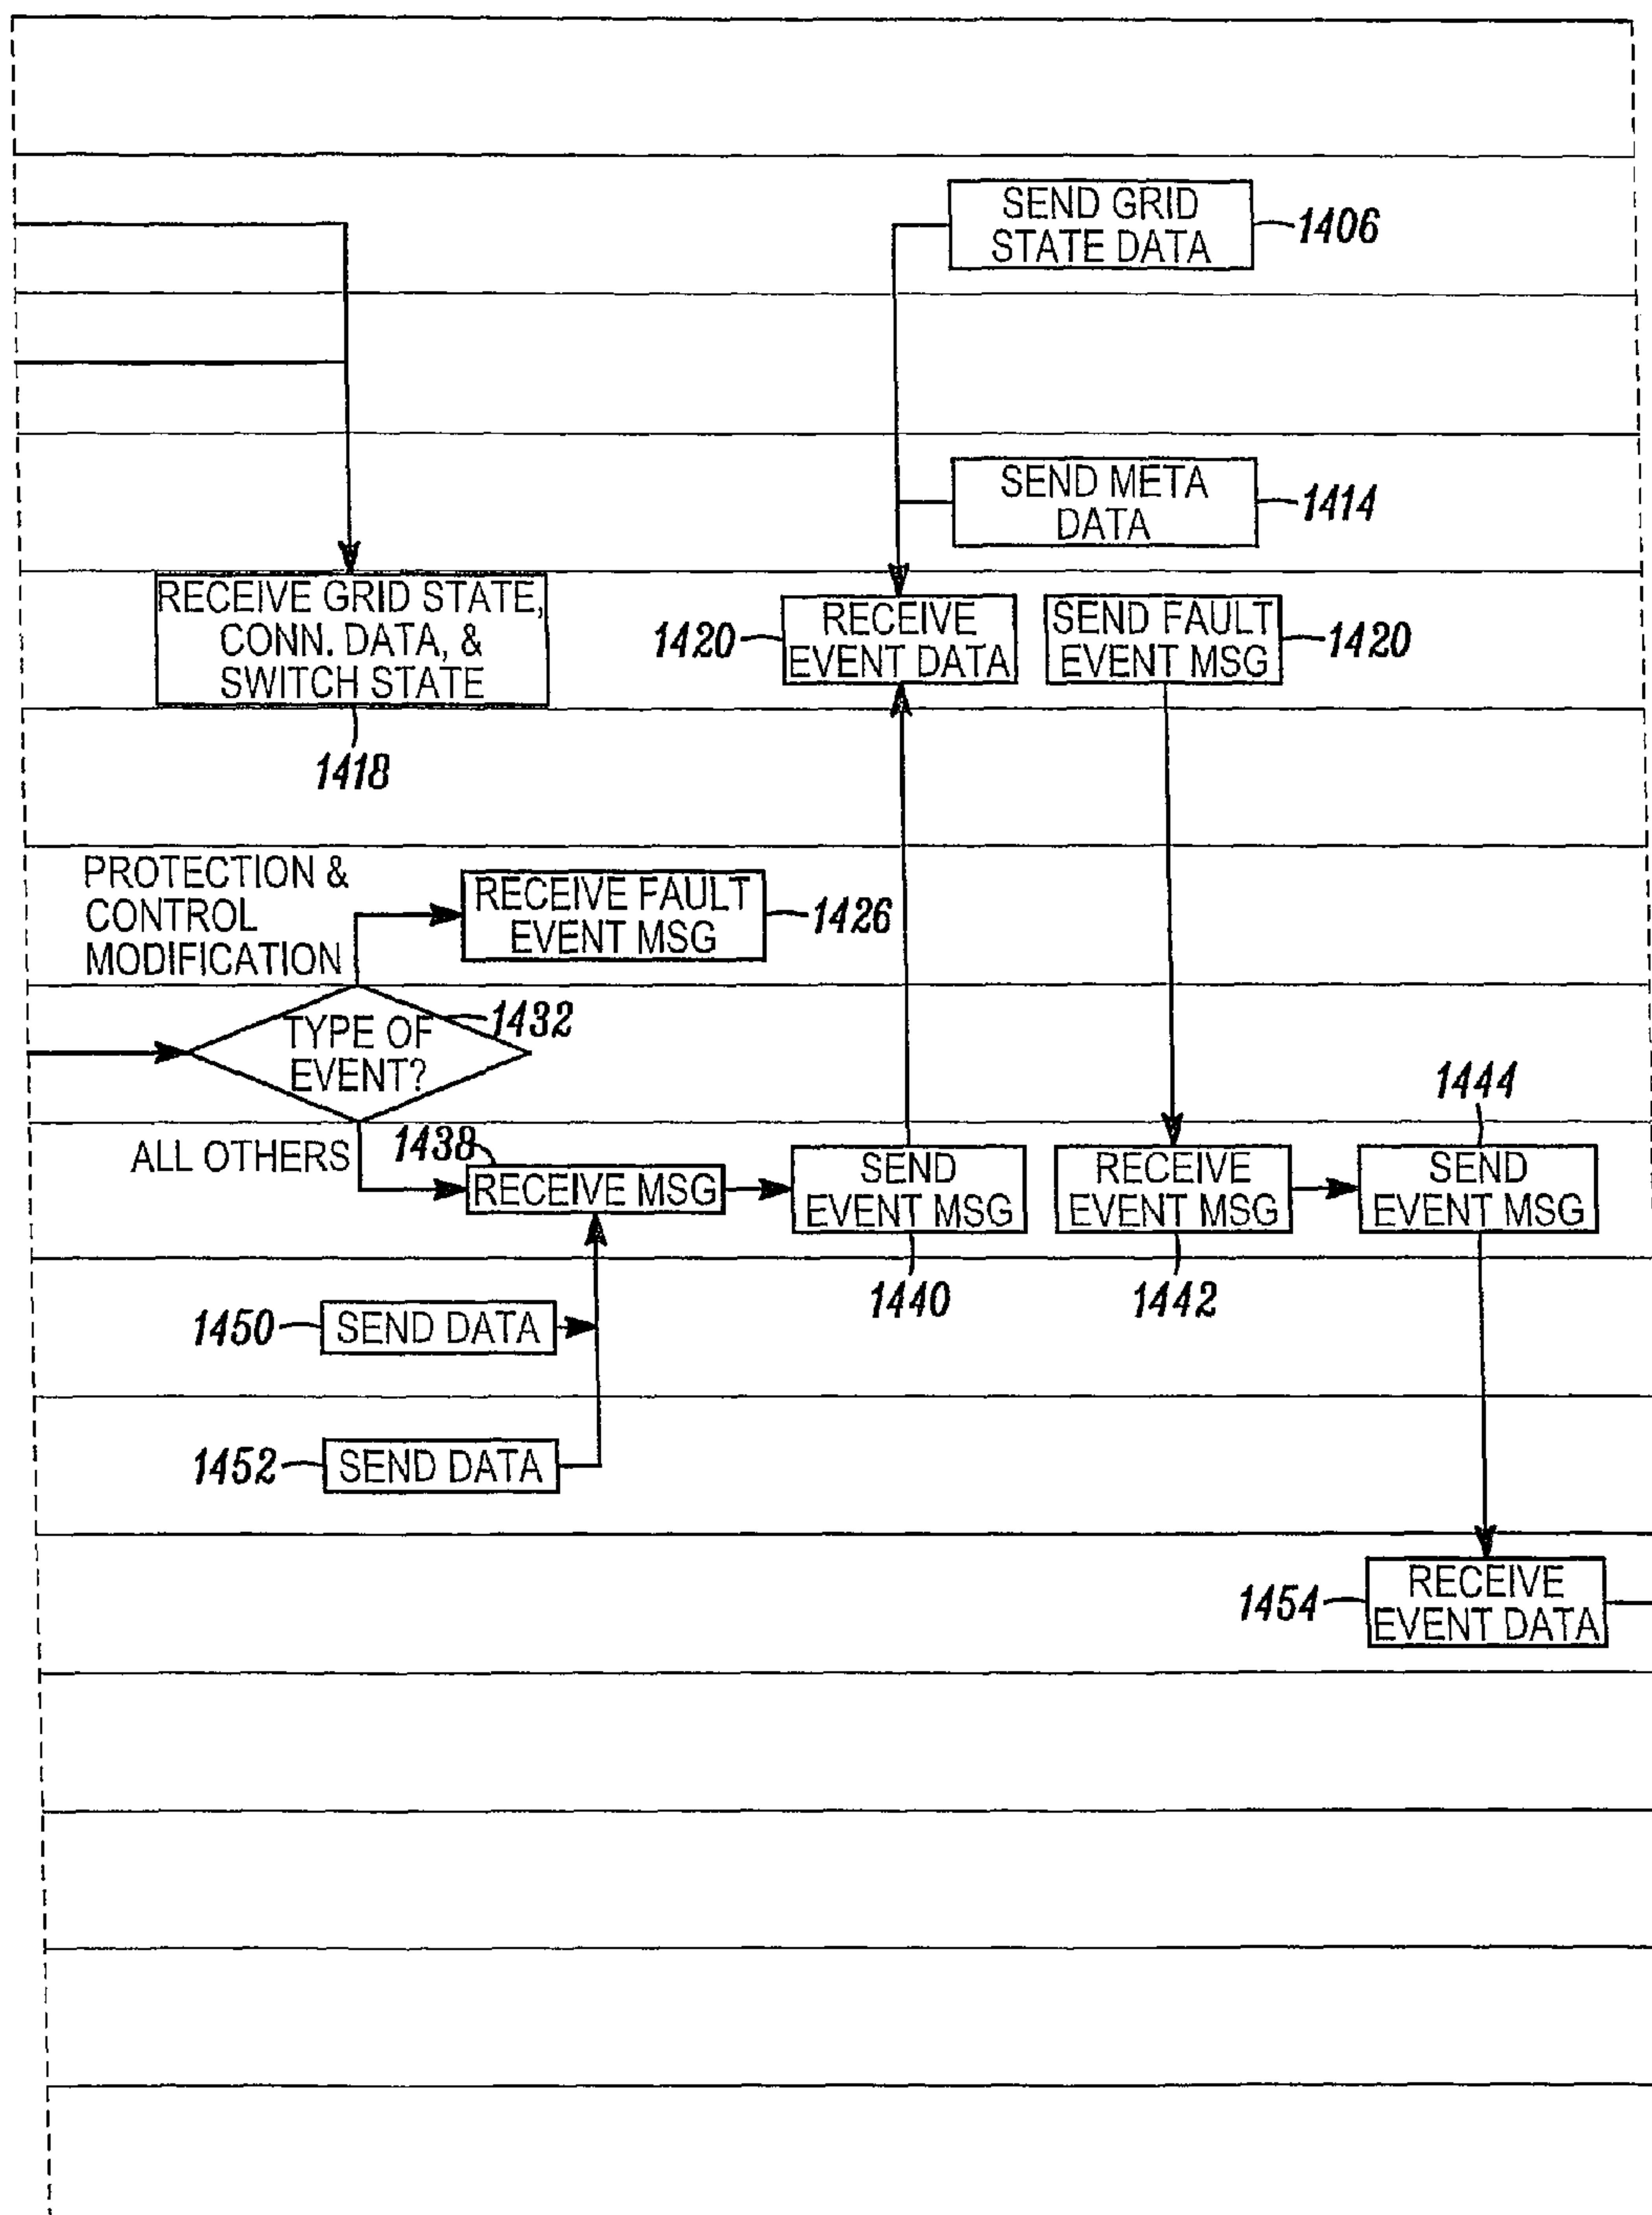 SEND GRID
STATE DATA
1406
SEND META
DATA
1414
RECEIVE GRID STATE,
CONN. DATA, &
SWITCH STATE
1418
1420
RECEIVE
EVENT DATA
SEND FAULT
EVENT MSG
1420
PROTECTION &
CONTROL
MODIFICATION
RECEIVE FAULT
EVENT MSG
1426
TYPE OF
EVENT?
1432
ALL OTHERS
1438
RECEIVE MSG
SEND
EVENT MSG
1440
RECEIVE
EVENT MSG
1442
1444
SEND
EVENT MSG
1450
SEND DATA
1452
SEND DATA
1454
RECEIVE
EVENT DATA